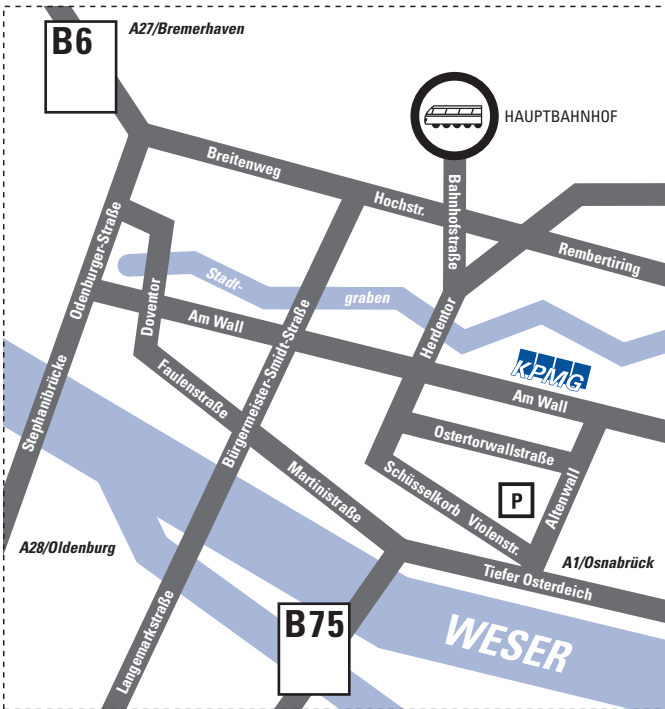 B6
A27/Bremerhaven
HAUPTBAHNHOF
Breitenweg
Hochstr.
Bahnhofstraße
Rembertiring
Odenburger-Straße
Stadt-
graben
Doventor
Am Wall
Herdentor
KPMG
Am Wall
Stephanibrücke
Faulenstraße
Bürgermeister-Smidt-Straße
Ostertorwallstraße
Martinistraße
Schüsselkorb
Violenstr.
P
Altenwall
A28/Oldenburg
A1/Osnabrück
Tiefer Osterdeich
Langemarkstraße
B75
WESER